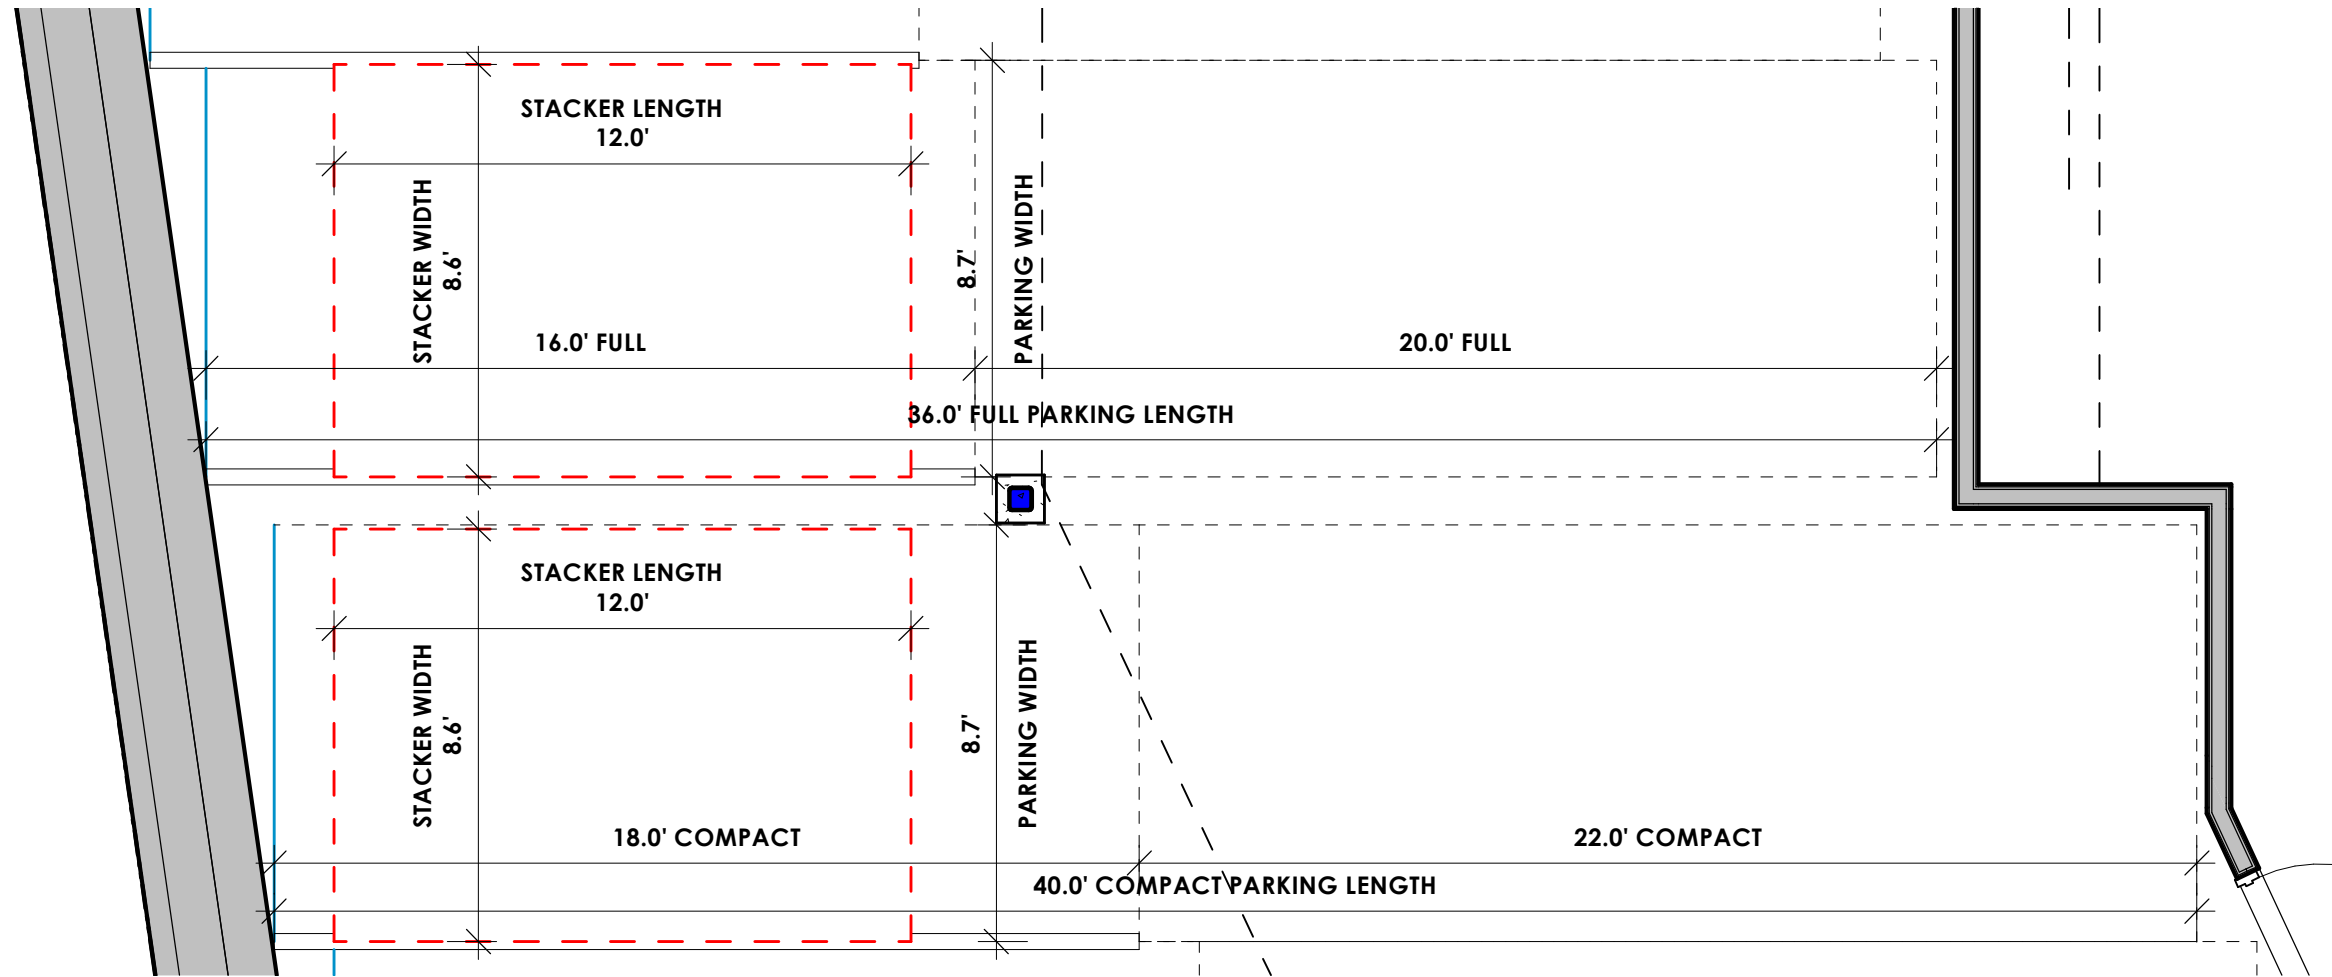 STACKER LENGTH
12.0'
STACKER WIDTH
8.6'
8.7'
PARKING WIDTH
16.0' FULL
20.0' FULL
36.0' FULL PARKING LENGTH
STACKER LENGTH
12.0'
STACKER WIDTH
8.6'
8.7'
PARKING WIDTH
18.0' COMPACT
22.0' COMPACT
40.0' COMPACT PARKING LENGTH